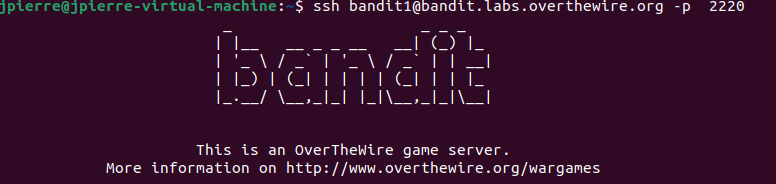 jpierre@jpierre-virtual-machine:~$ ssh bandit1@bandit.labs.overthewire.org -p  2220
bandit
This is an OverTheWire game server.
More information on http://www.overthewire.org/wargames